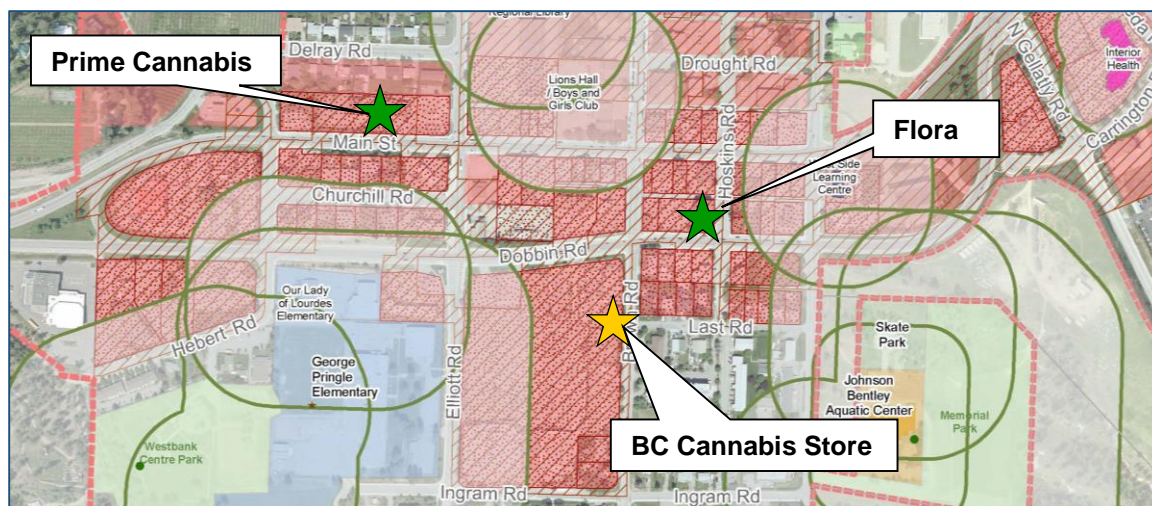 Regional Library
Delray Rd
Prime Cannabis
Drought Rd
N Gellatly Rd
Interior
Health
Carrington
Lions Hall
/ Boys and
Girls Club
Flora
Main St
Hoskins Rd
Side
Learning
Centre
Churchill Rd
Dobbin Rd
Our Lady
of Lourdes
Elementary
Hebert Rd
Last Rd
Skate
Park
George
Pringle
Elementary
Elliott Rd
Johnson
Bentley
Aquatic Center
Memorial
Park
Westbank
Centre Park
BC Cannabis Store
Ingram Rd
Ingram Rd